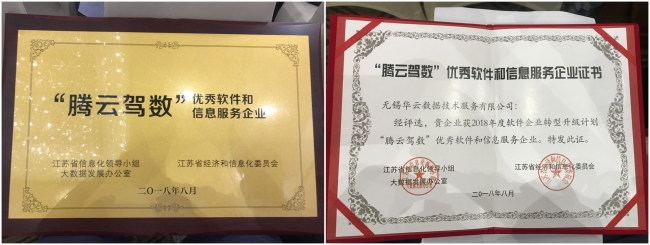 “腾云驾数”优秀软件和
信息服务企业
江苏省信息化领导小组
大数据发展办公室
江苏省经济和信息化委员会
二〇一八年八月
“腾云驾数”优秀软件和信息服务企业证书
无锡华云数据技术服务有限公司：
经评选，贵企业获2018年度软件企业转型升级计划
“腾云驾数”优秀软件和信息服务企业。特发此证。
江苏省信息化领导小组
大数据发展办公室
江苏省经济和信息化委员会
二〇一八年八月